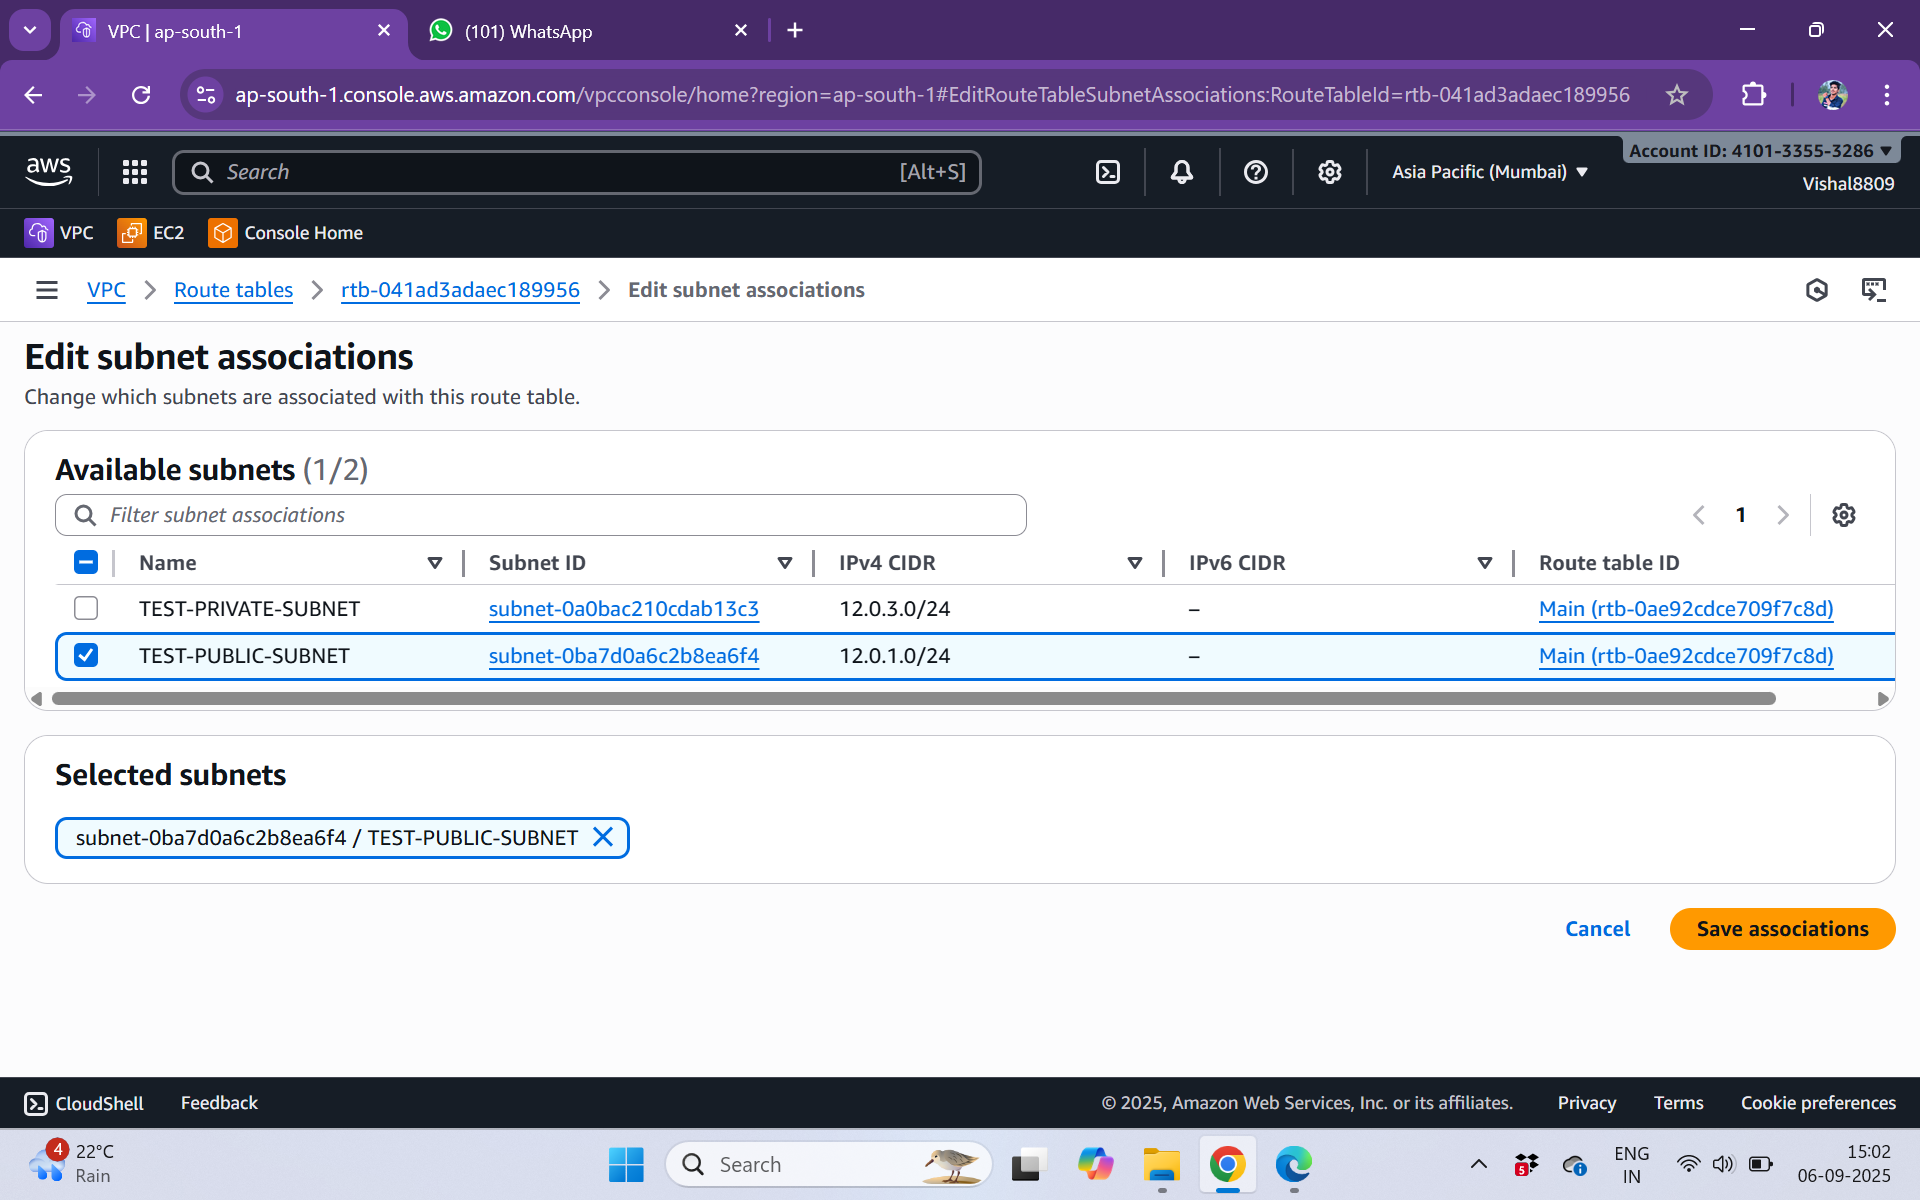 VPC | ap-south-1
(101) WhatsApp
ap-south-1.console.aws.amazon.com/vpcconsole/home?region=ap-south-1#EditRouteTableSubnetAssociations:RouteTableId=rtb-041ad3adaec189956
aws
Search
[Alt+S]
Asia Pacific (Mumbai)
Account ID: 4101-3355-3286
Vishal8809
VPC
EC2
Console Home
VPC
Route tables
rtb-041ad3adaec189956
Edit subnet associations
Edit subnet associations
Change which subnets are associated with this route table.
Available subnets (1/2)
Filter subnet associations
1
Name Subnet ID IPv4 CIDR IPv6 CIDR Route table ID
TEST-PRIVATE-SUBNET subnet-0a0bac210cdab13c3 12.0.3.0/24 – Main (rtb-0ae92cdce709f7c8d)
TEST-PUBLIC-SUBNET subnet-0ba7d0a6c2b8ea6f4 12.0.1.0/24 – Main (rtb-0ae92cdce709f7c8d)
Selected subnets
subnet-0ba7d0a6c2b8ea6f4 / TEST-PUBLIC-SUBNET
Cancel
Save associations
CloudShell
Feedback
© 2025, Amazon Web Services, Inc. or its affiliates.
Privacy
Terms
Cookie preferences
4
22°C
Rain
Search
5
ENG
IN
15:02
06-09-2025